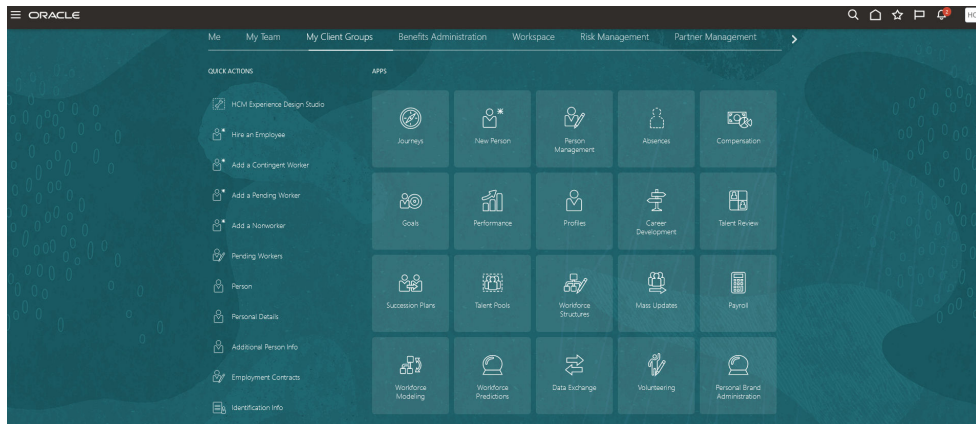 ORACLE
2
HC
Me My Team My Client Groups Benefits Administration Workspace Risk Management Partner Management
QUICK ACTIONS
HCM Experience Design Studio
Hire an Employee
Add a Contingent Worker
Add a Pending Worker
Add a Nonworker
Pending Workers
Person
Personal Details
Additional Person Info
Employment Contracts
Identification Info
APPS
Journeys
New Person
Person
Management
Absences
Compensation
Goals
Performance
Profiles
Career
Development
Talent Review
Succession Plans
Talent Pools
Workforce
Structures
Mass Updates
Payroll
Workforce
Modeling
Workforce
Predictions
Data Exchange
Volunteering
Personal Brand
Administration